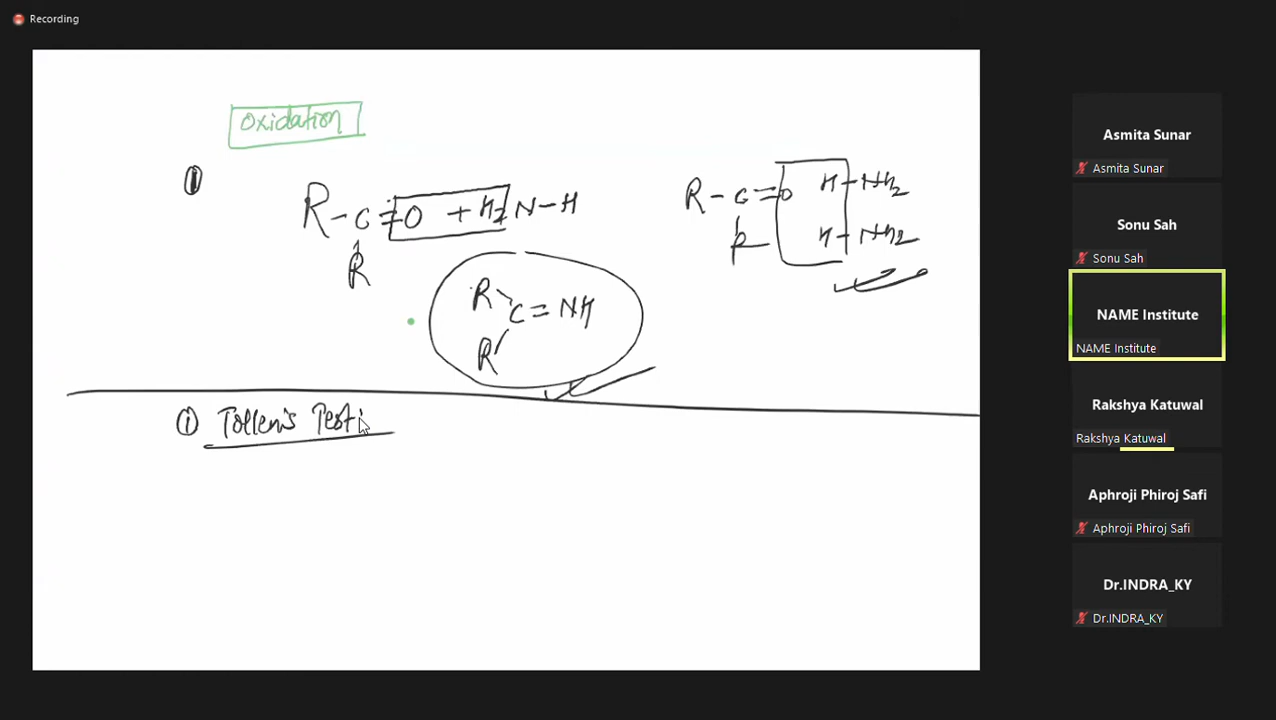 Recording
Oxidation
①
R-C=O + H2N-H
R
R-C=O H-NH2
R H-NH2
R
C=NH
R
① Tollen's Test:
Asmita Sunar
Asmita Sunar
Sonu Sah
Sonu Sah
NAME Institute
NAME Institute
Rakshya Katuwal
Rakshya Katuwal
Aphroji Phiroj Safi
Aphroji Phiroj Safi
Dr.INDRA_KY
Dr.INDRA_KY